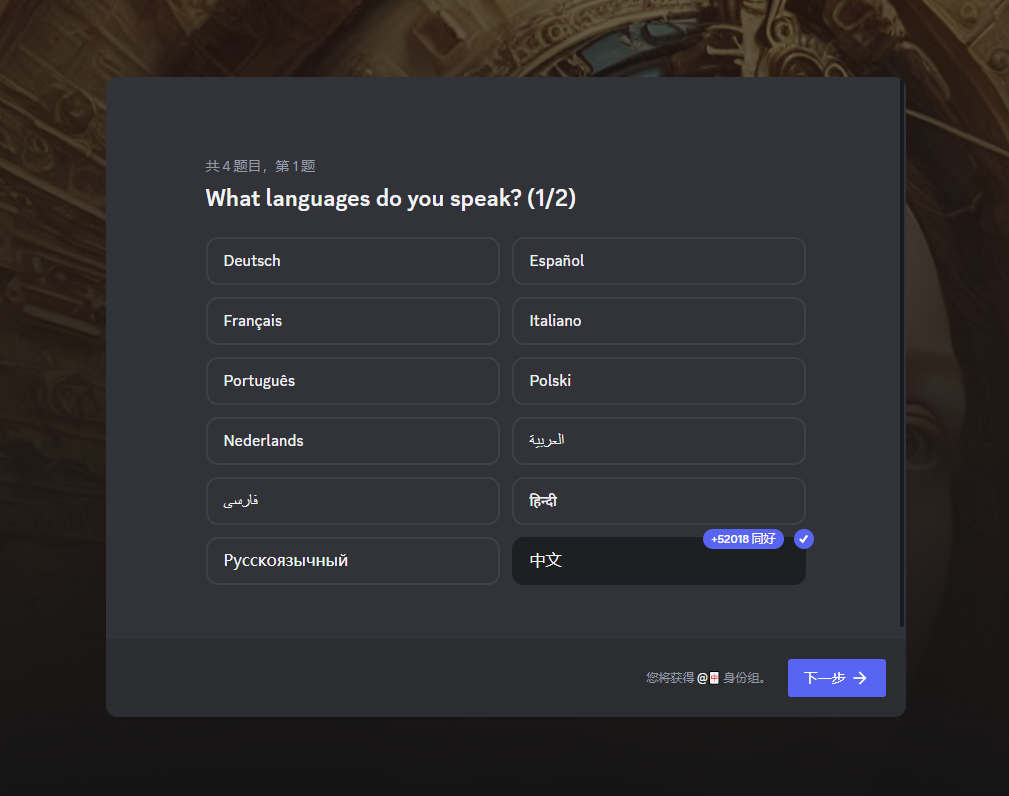 共 4 题目，第 1 题
What languages do you speak? (1/2)
Deutsch
Español
Français
Italiano
Português
Polski
Nederlands
العربية
فارسی
हिन्दी
Русскоязычный
+52018 同好
中文
您将获得 @🀄 身份组。
下一步 →